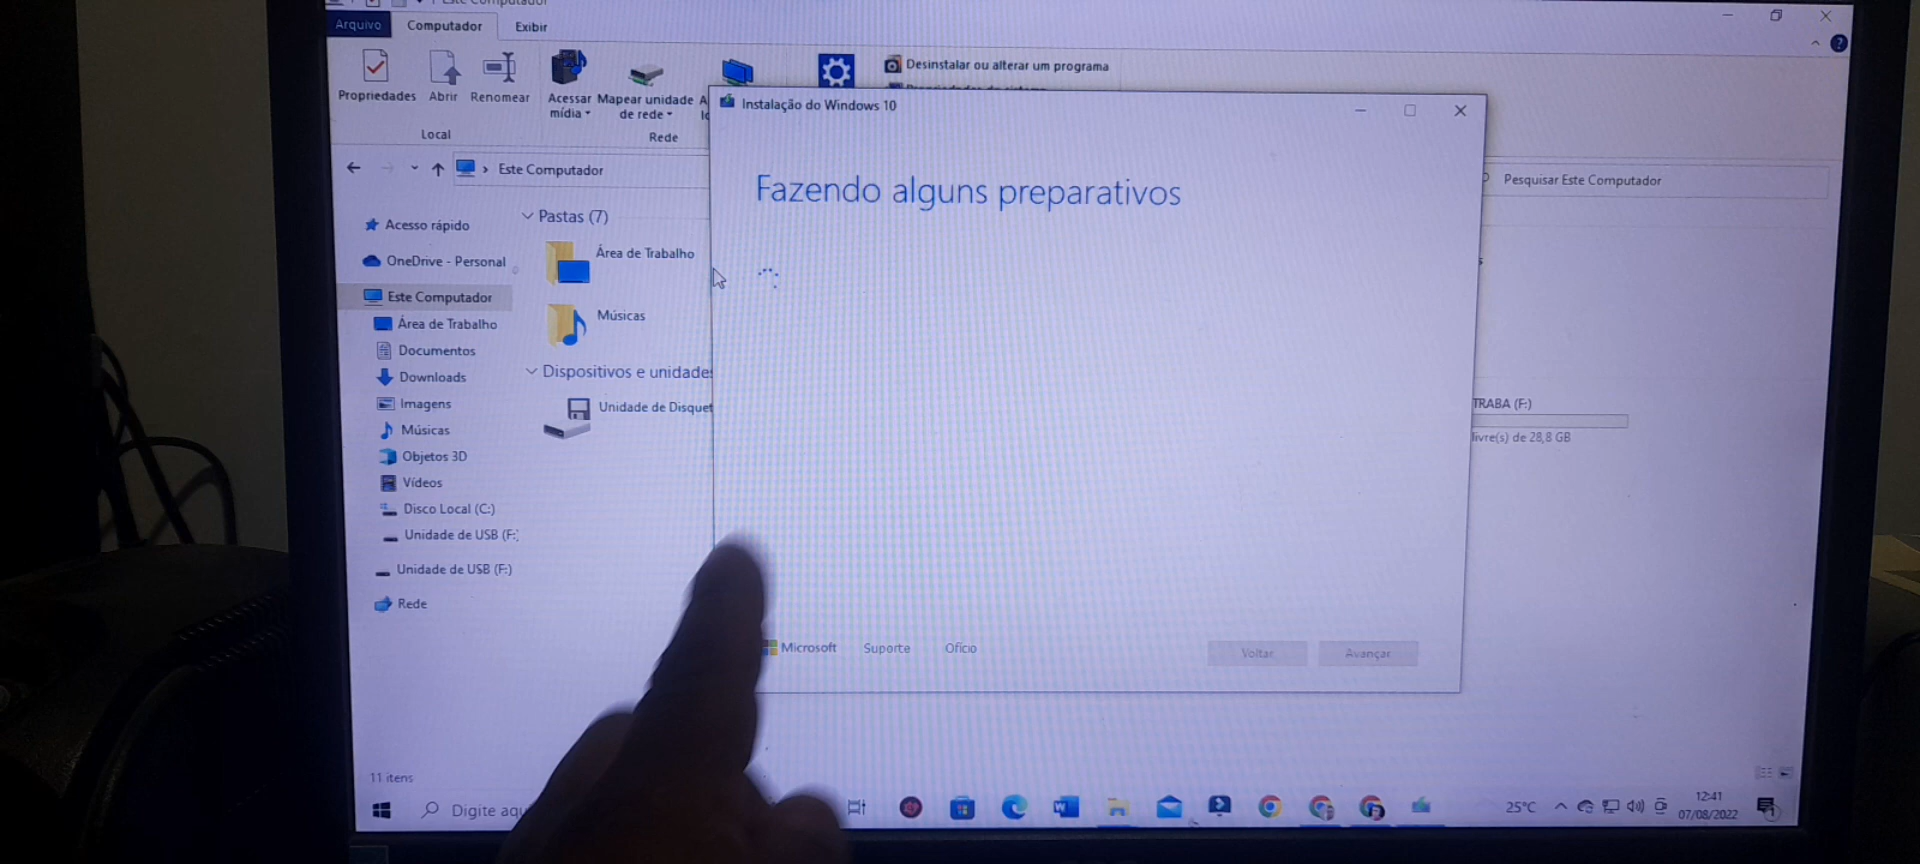 Este Computador
Arquivo
Computador
Exibir
Propriedades
Abrir
Renomear
Acessar
mídia
Mapear unidade
de rede
A
Desinstalar ou alterar um programa
Local
Rede
Instalação do Windows 10
Este Computador
Pesquisar Este Computador
Fazendo alguns preparativos
Acesso rápido
OneDrive - Personal
Este Computador
Área de Trabalho
Documentos
Downloads
Imagens
Músicas
Objetos 3D
Vídeos
Disco Local (C:)
Unidade de USB (F:
Unidade de USB (F:)
Rede
Pastas (7)
Área de Trabalho
Músicas
Dispositivos e unidades
Unidade de Disquet
TRABA (F:)
livre(s) de 28,8 GB
Microsoft
Suporte
Ofício
Voltar
Avançar
11 itens
Digite aqu
25°C
12:41
07/08/2022